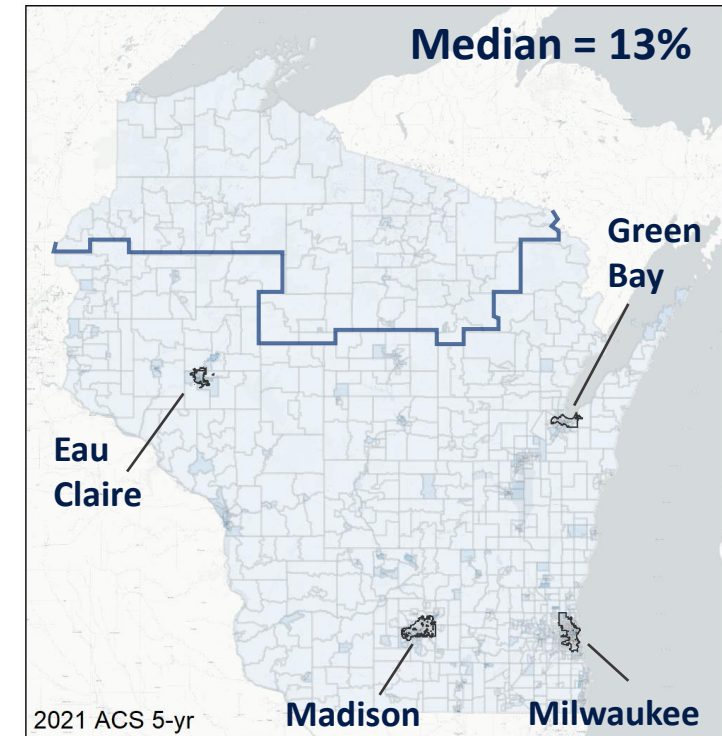 Median = 13%
Green
Bay
Eau
Claire
2021 ACS 5-yr
Madison
Milwaukee